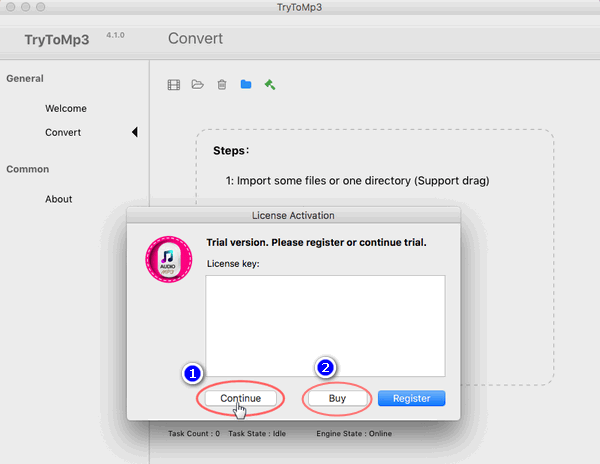 TryToMp3
TryToMp3 4.1.0 Convert
General
Welcome
Convert
Common
About
Steps:
1: Import some files or one directory (Support drag)
License Activation
AUDIO
Trial version. Please register or continue trial.
License key:
1
2
Continue
Buy
Register
Task Count : 0 Task State : Idle Engine State : Online